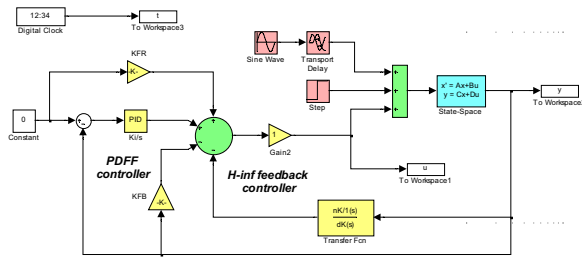 12:34
Digital Clock
t
To Workspace3
KFR
-K-
Sine Wave
Transport
Delay
Step
x' = Ax+Bu
y = Cx+Du
State-Space
y
To Workspace
0
Constant
PID
Ki/s
1
Gain2
PDFF
controller
H-inf feedback
controller
KFB
-K-
u
To Workspace1
nK/1(s)
dK(s)
Transfer Fcn